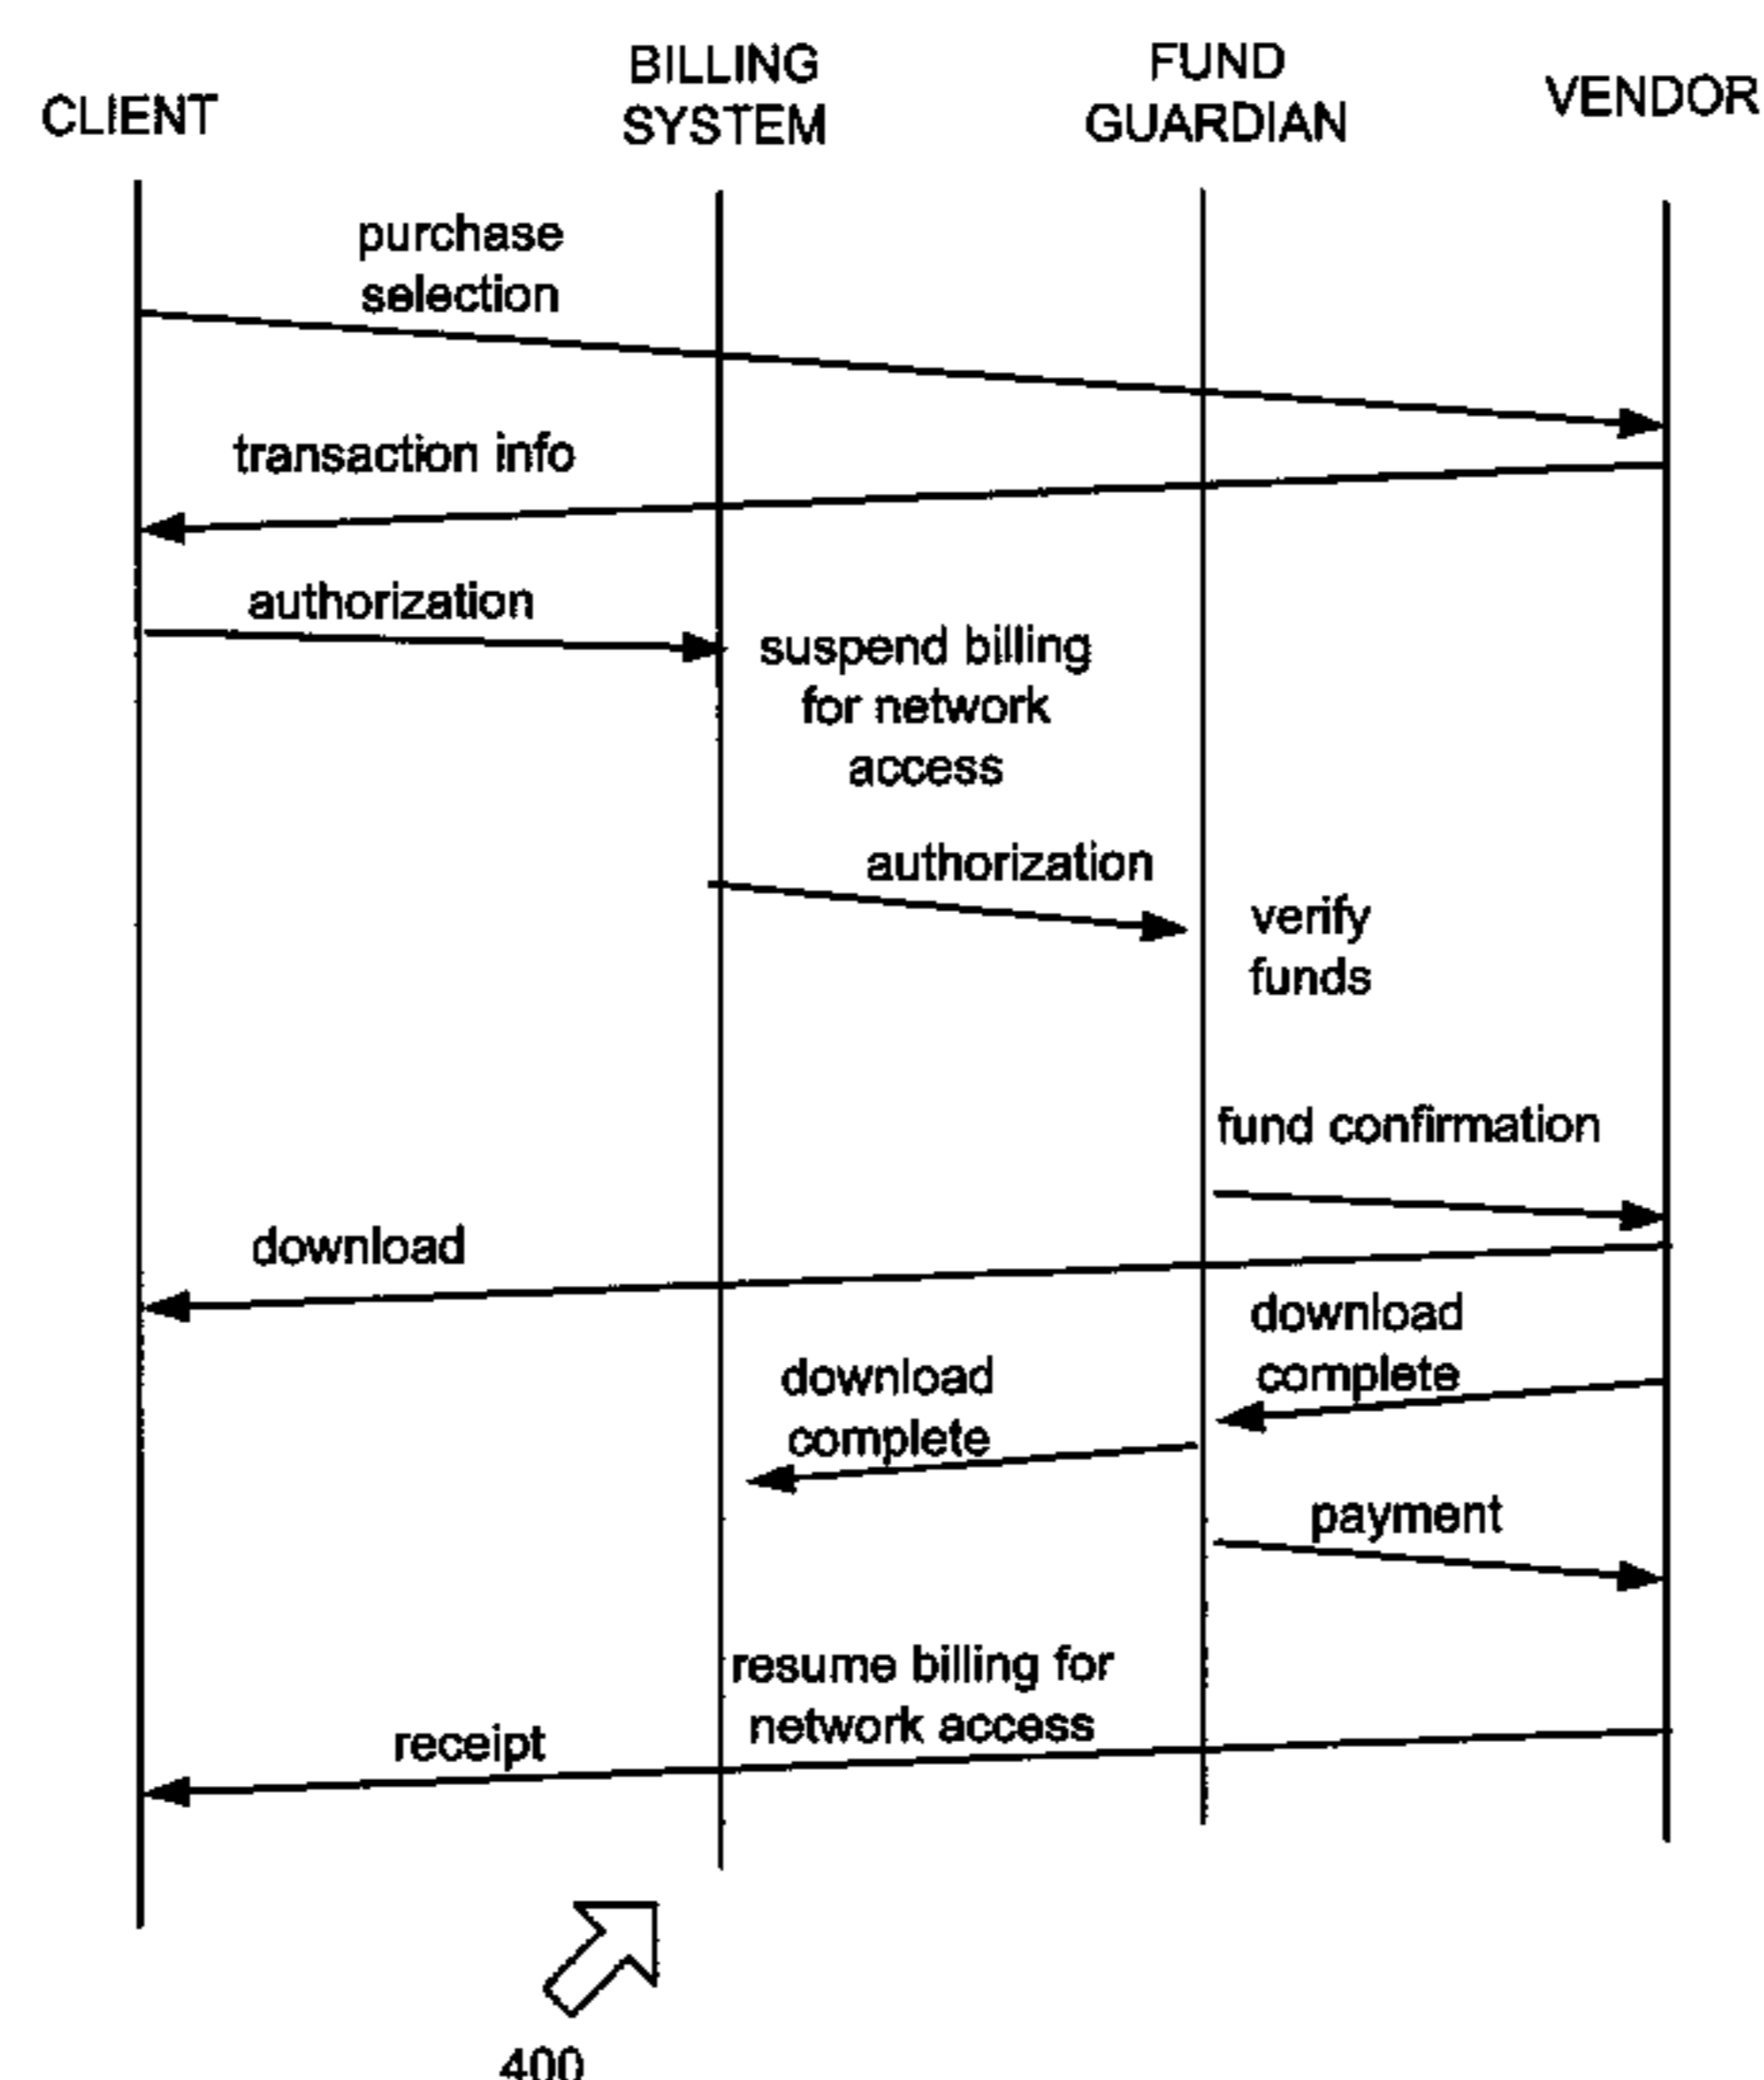 CLIENT
BILLING
SYSTEM
FUND
GUARDIAN
VENDOR
purchase
selection
transaction info
authorization
suspend billing
for network
access
authorization
verify
funds
fund confirmation
download
download
complete
download
complete
payment
resume billing for
network access
receipt
400